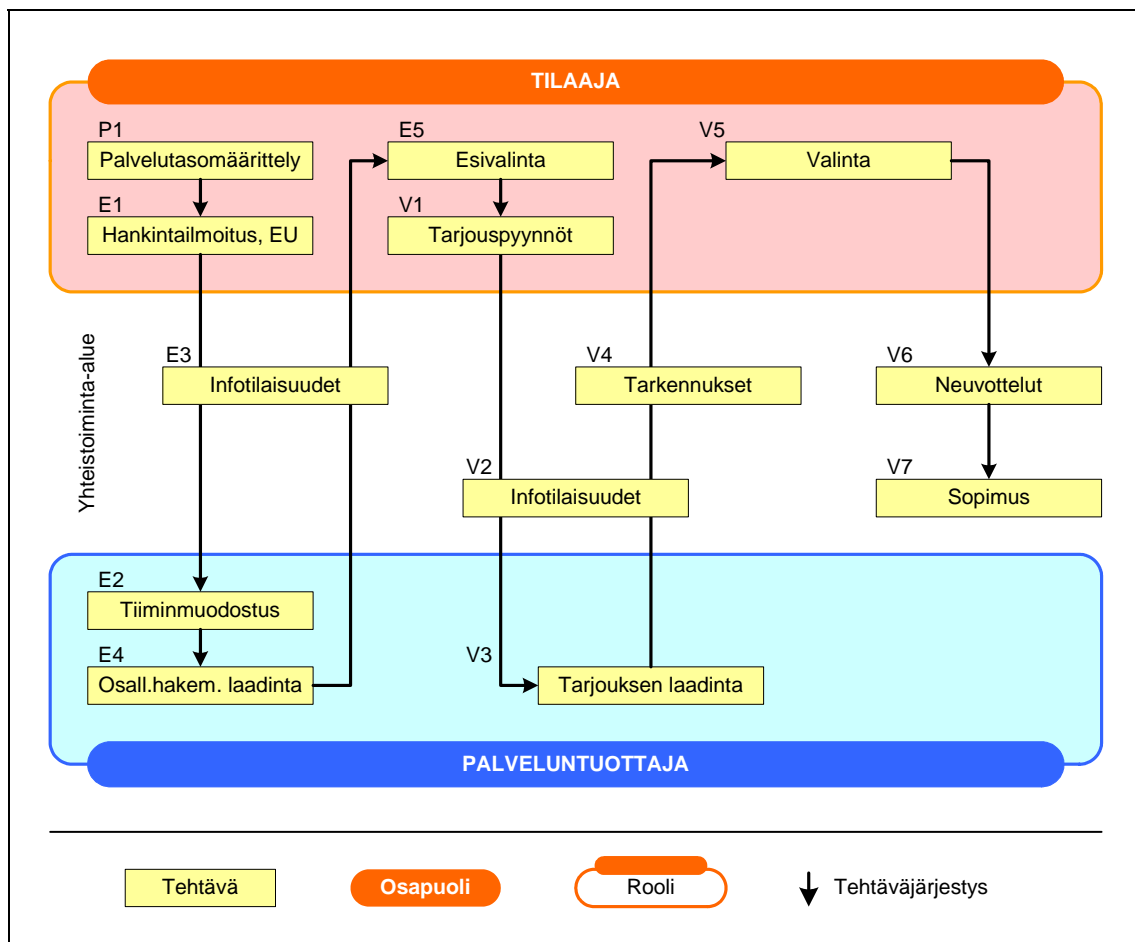 TILAAJA
P1
Palvelutasomäärittely
E1
Hankintailmoitus, EU
E5
Esivalinta
V1
Tarjouspyynnöt
V5
Valinta
Yhteistoiminta-alue
E3
Infotilaisuudet
V4
Tarkennukset
V6
Neuvottelut
V2
Infotilaisuudet
V7
Sopimus
E2
Tiiminmuodostus
E4
Osall.hakem. laadinta
V3
Tarjouksen laadinta
PALVELUNTUOTTAJA
Tehtävä
Osapuoli
Rooli
Tehtäväjärjestys